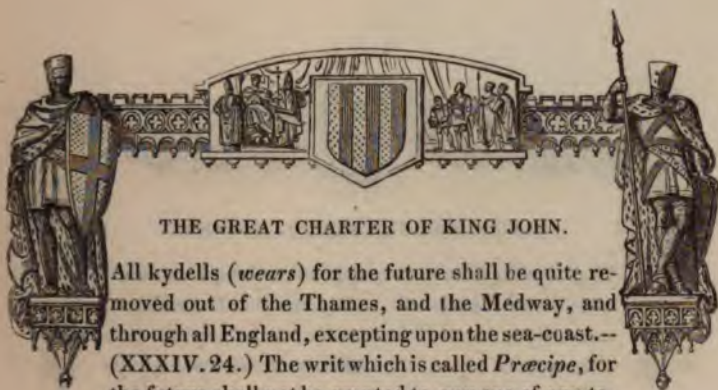 THE GREAT CHARTER OF KING JOHN.
All kydells (wears) for the future shall be quite re-
moved out of the Thames, and the Medway, and
through all England, excepting upon the sea-coast.--
(XXXIV. 24.) The writ which is called Præcipe, for